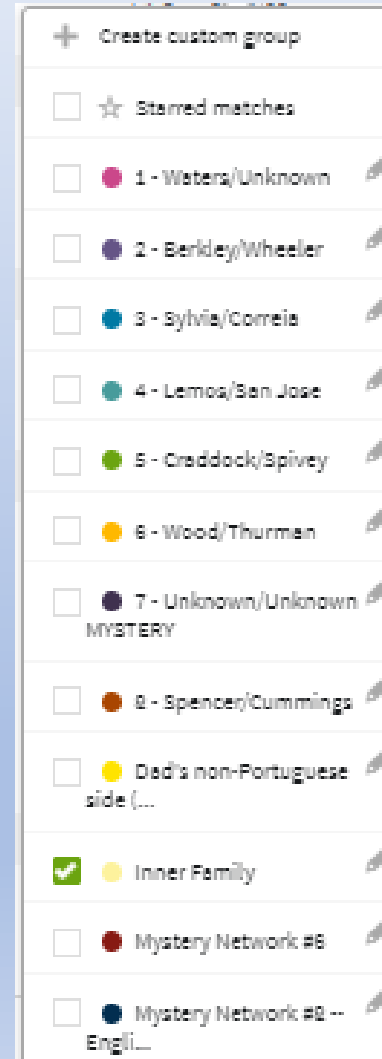 Create custom group
Starred matches
1 - Waters/Unknown
2 - Berkley/Wheeler
3 - Sylvia/Correia
4 - Lemos/San Jose
5 - Craddock/Spivey
6 - Wood/Thurman
7 - Unknown/Unknown
MYSTERY
8 - Spencer/Cummings
Dad's non-Portuguese
side (...
Inner Family
Mystery Network #6
Mystery Network #8 --
Engli...